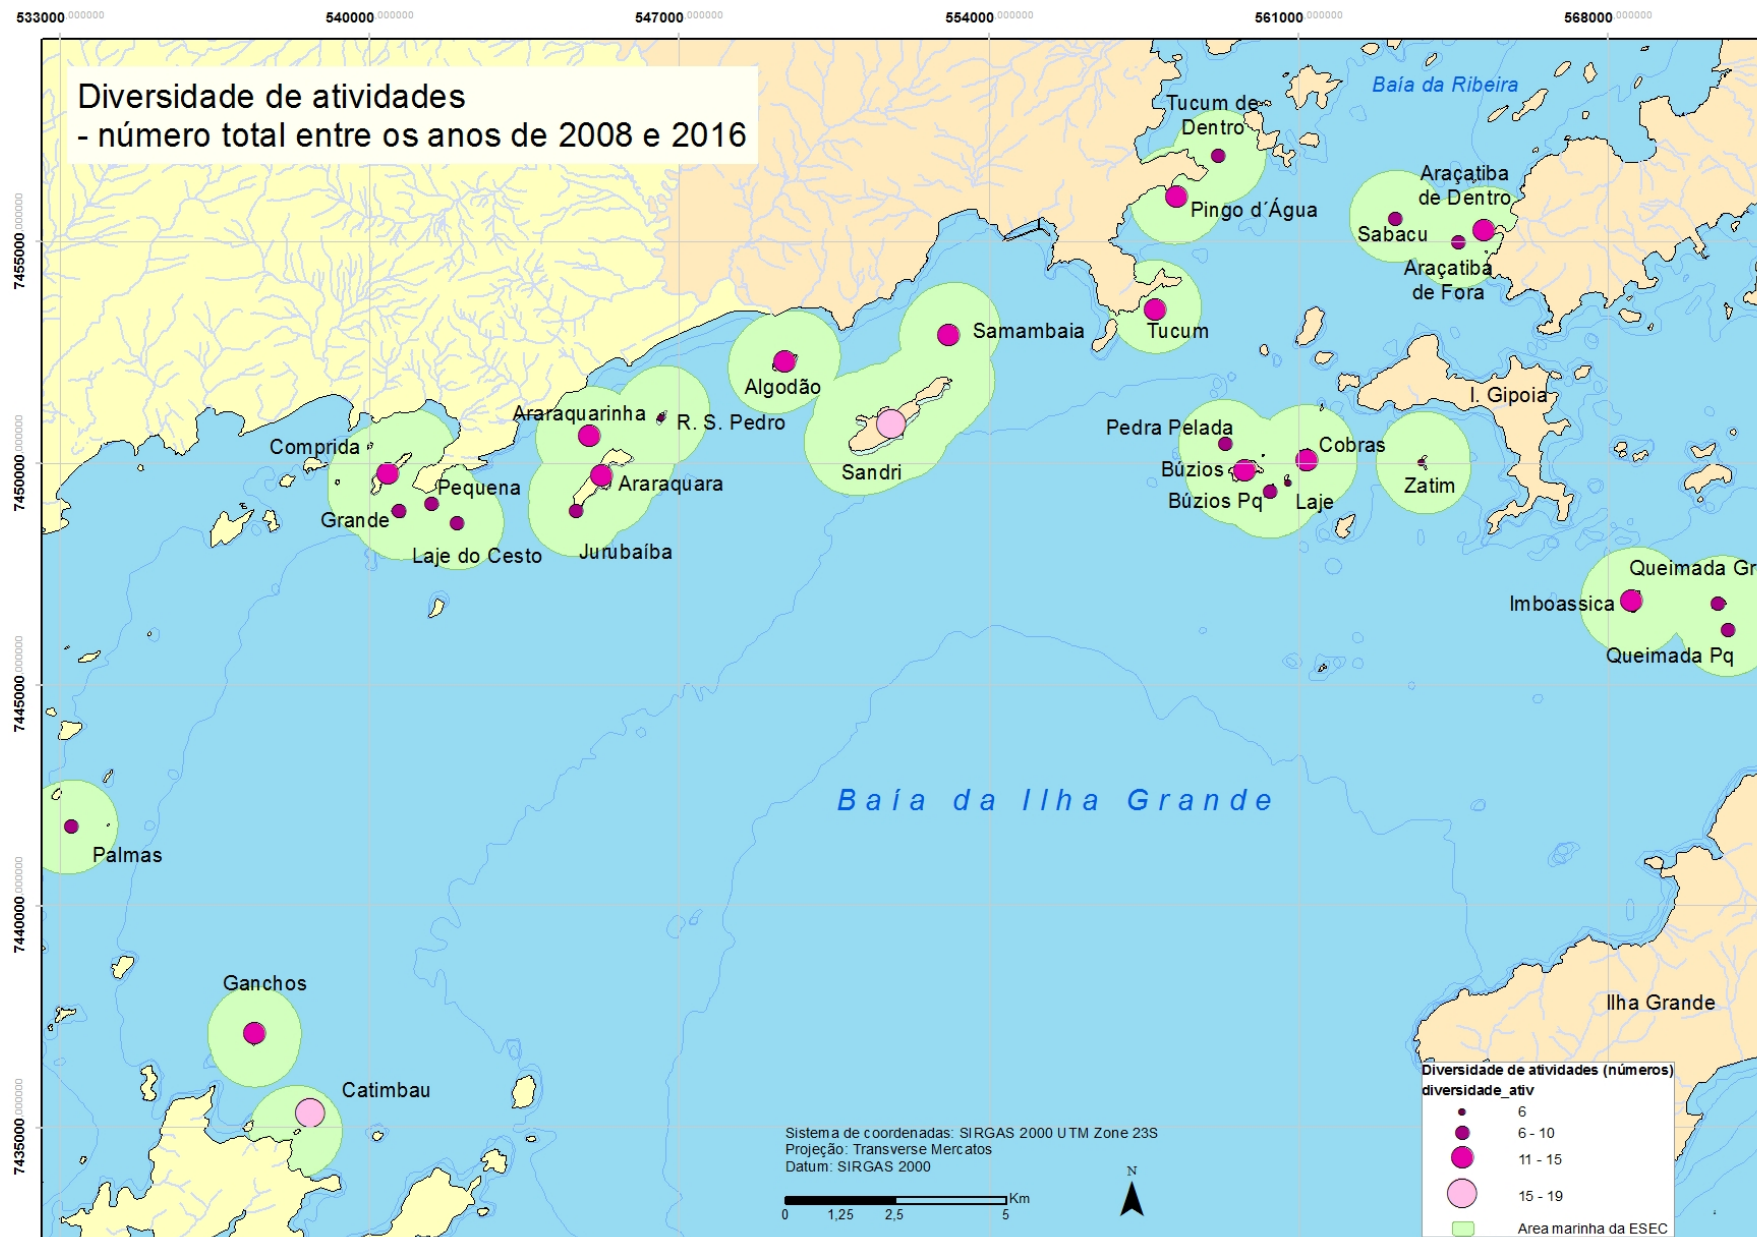 533000,000000 540000,000000 547000,000000 554000,000000 561000,000000 568000,000000
Diversidade de atividades
- número total entre os anos de 2008 e 2016
Baía da Ribeira
Tucum de
Dentro
Pingo d´Água
Araçatiba
de Dentro
Sabacu
Araçatiba
de Fora
7455000,000000
Tucum
Samambaia
Algodão
I. Gipoia
Araraquarinha
R. S. Pedro
Comprida
Sandri
Pedra Pelada
Cobras
Búzios
Búzios Pq
Laje
Zatim
7450000,000000
Araraquara
Pequena
Grande
Laje do Cesto
Jurubaíba
Queimada Gr
Imboassica
Queimada Pq
7445000,000000
Baía da Ilha Grande
Palmas
7440000,000000
Ganchos
Ilha Grande
Catimbau
7435000,000000
Sistema de coordenadas: SIRGAS 2000 UTM Zone 23S
Projeção: Transverse Mercatos
Datum: SIRGAS 2000
0 1,25 2,5 5 Km
N
Diversidade de atividades (números)
diversidade_ativ
6
6 - 10
11 - 15
15 - 19
Area marinha da ESEC